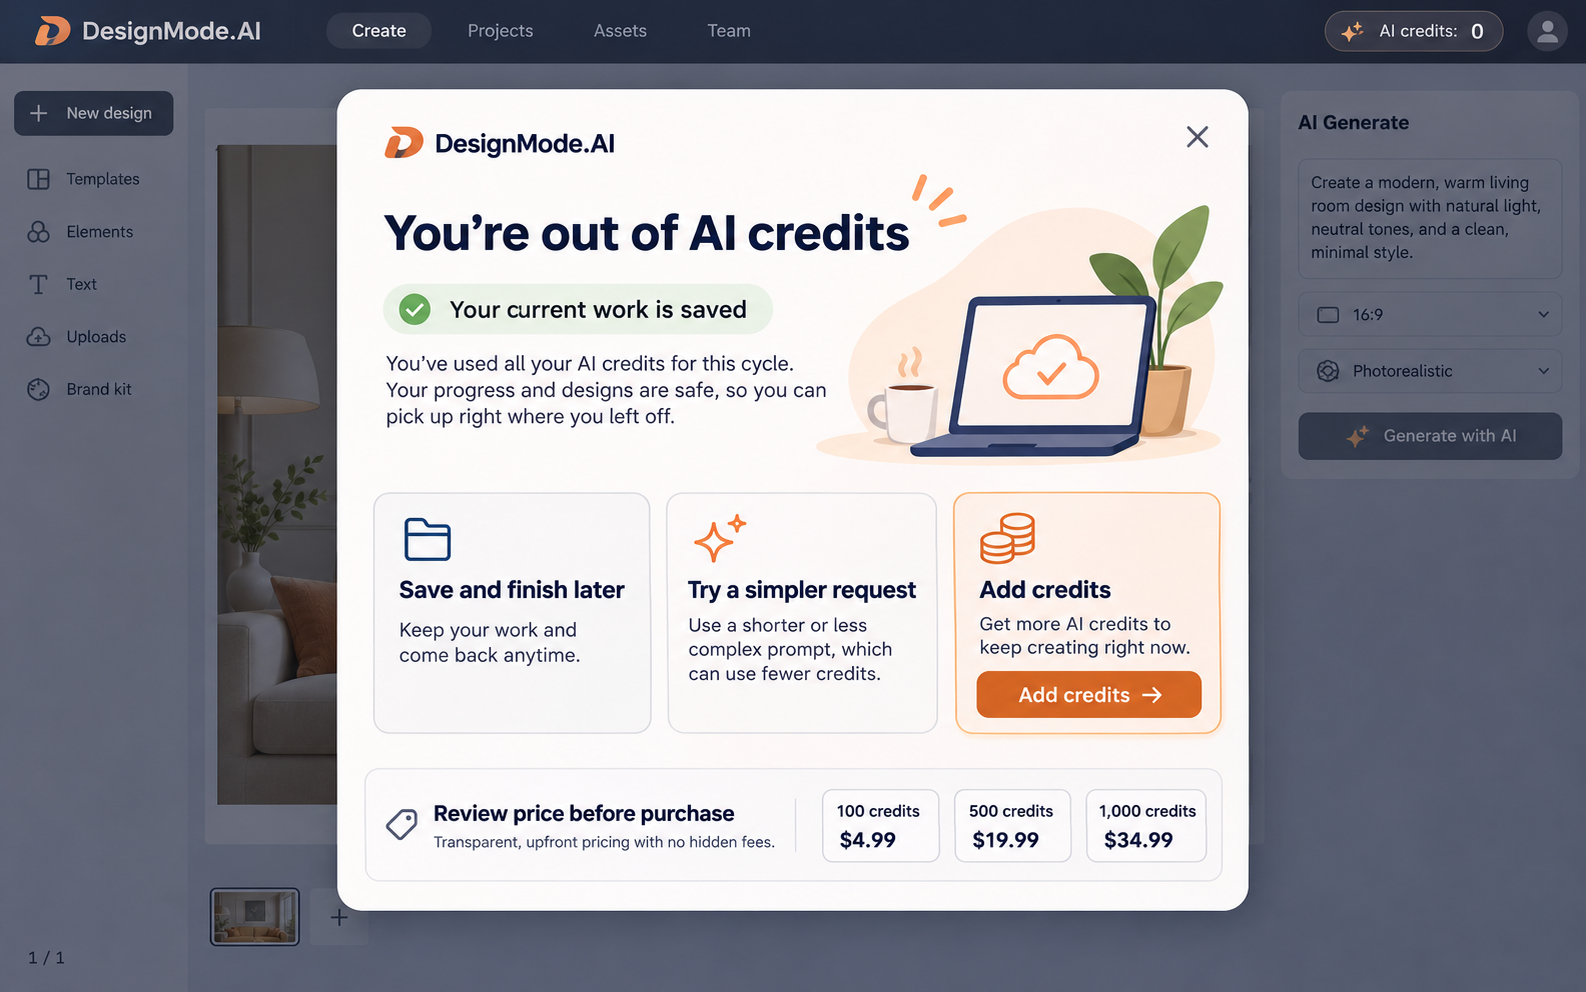 DesignMode.AI
Create
Projects
Assets
Team
AI credits: 0
New design
Templates
Elements
Text
Uploads
Brand kit
1 / 1
DesignMode.AI
You're out of AI credits
Your current work is saved
You've used all your AI credits for this cycle.
Your progress and designs are safe, so you can
pick up right where you left off.
Save and finish later
Keep your work and
come back anytime.
Try a simpler request
Use a shorter or less
complex prompt, which
can use fewer credits.
Add credits
Get more AI credits to
keep creating right now.
Add credits →
Review price before purchase
Transparent, upfront pricing with no hidden fees.
100 credits
$4.99
500 credits
$19.99
1,000 credits
$34.99
AI Generate
Create a modern, warm living
room design with natural light,
neutral tones, and a clean,
minimal style.
16:9
Photorealistic
Generate with AI